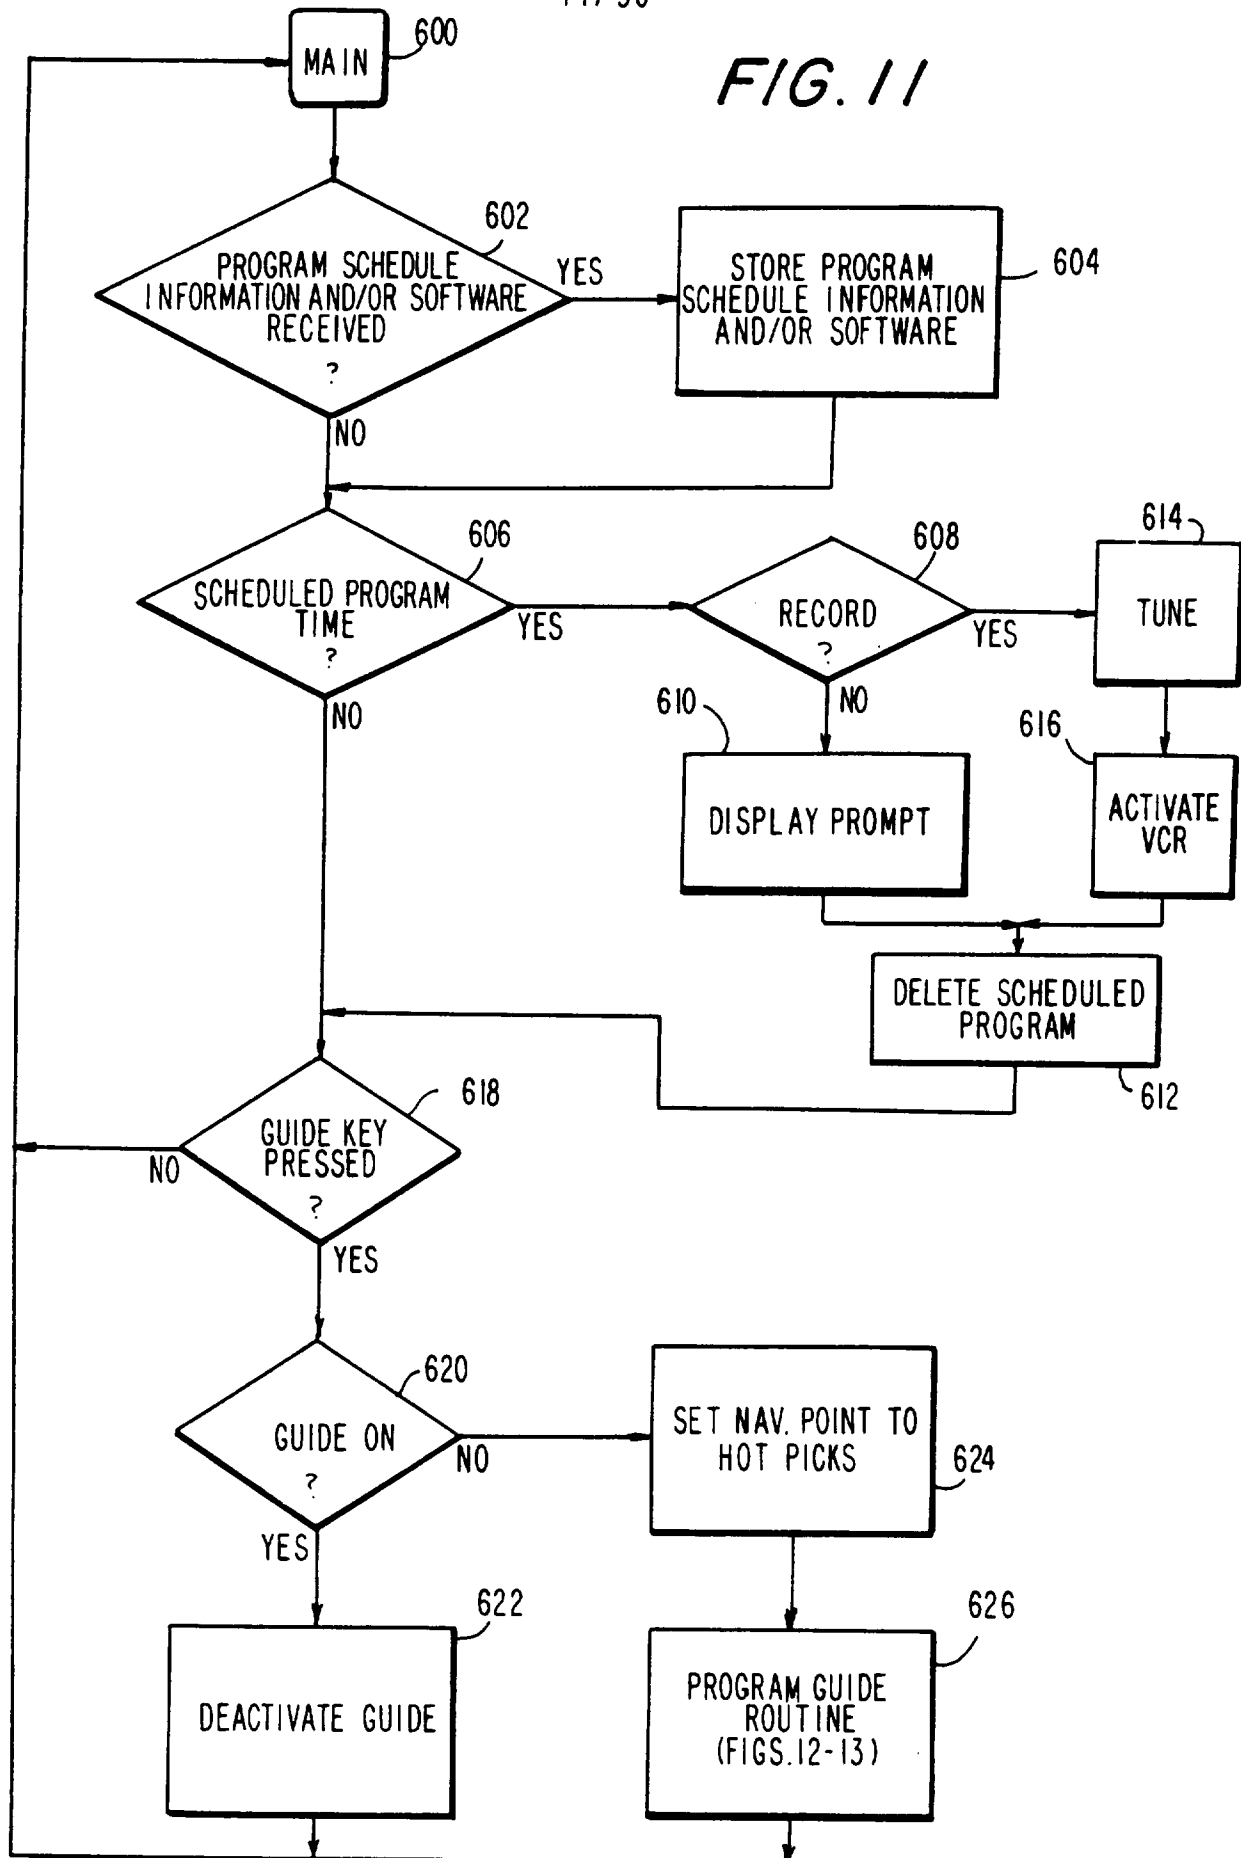 FIG. 11
MAIN
600
602
PROGRAM SCHEDULE
INFORMATION AND/OR SOFTWARE
RECEIVED
?
YES
NO
STORE PROGRAM
SCHEDULE INFORMATION
AND/OR SOFTWARE
604
606
SCHEDULED PROGRAM
TIME
?
YES
NO
608
RECORD
?
YES
NO
614
TUNE
610
DISPLAY PROMPT
616
ACTIVATE
VCR
DELETE SCHEDULED
PROGRAM
612
618
GUIDE KEY
PRESSED
?
NO
YES
620
GUIDE ON
?
NO
YES
SET NAV. POINT TO
HOT PICKS
624
622
DEACTIVATE GUIDE
626
PROGRAM GUIDE
ROUTINE
(FIGS.12-13)